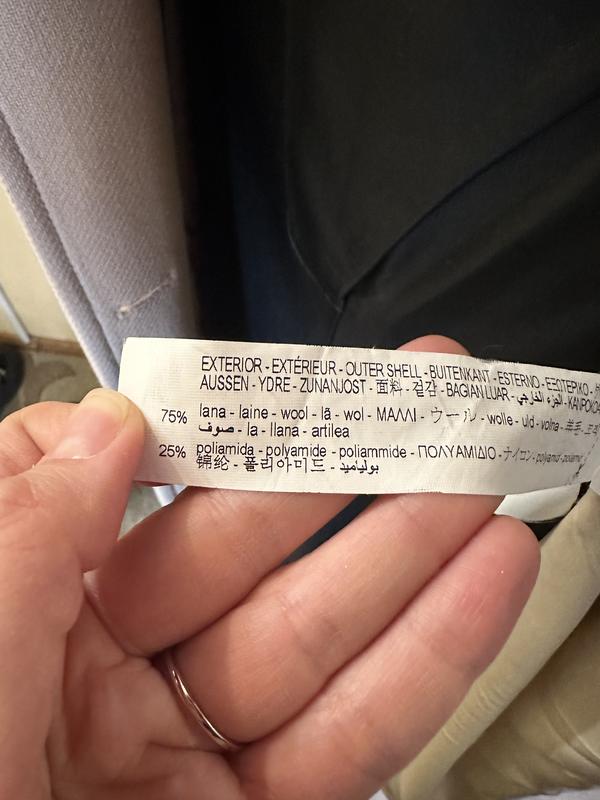 EXTERIOR - EXTÉRIEUR - OUTER SHELL - BUITENKANT - ESTERNO - ΕΞΩΤΕΡΙΚΟ -
AUSSEN - YDRE - ZUNANJOST - 面料 - 겉감 - BAGIAN LUAR - الجزء الخارجي -
75% lana - laine - wool - lã - wol - ΜΑΛΛΙ - ウール - wolle - uld - volna - 羊毛
صوف - la - llana - artilea
25% poliamida - polyamide - poliammide - ΠΟΛΥΑΜΙΔΙΟ - ナイロン - polyamid -
锦纶 - 폴리아미드 - بولياميد